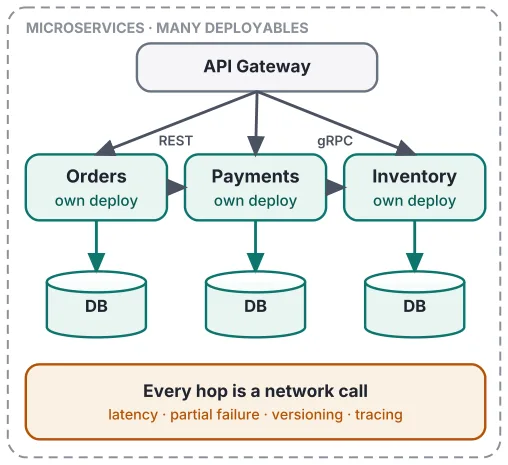 MICROSERVICES · MANY DEPLOYABLES
API Gateway
REST
gRPC
Orders
own deploy
Payments
own deploy
Inventory
own deploy
DB
DB
DB
Every hop is a network call
latency · partial failure · versioning · tracing